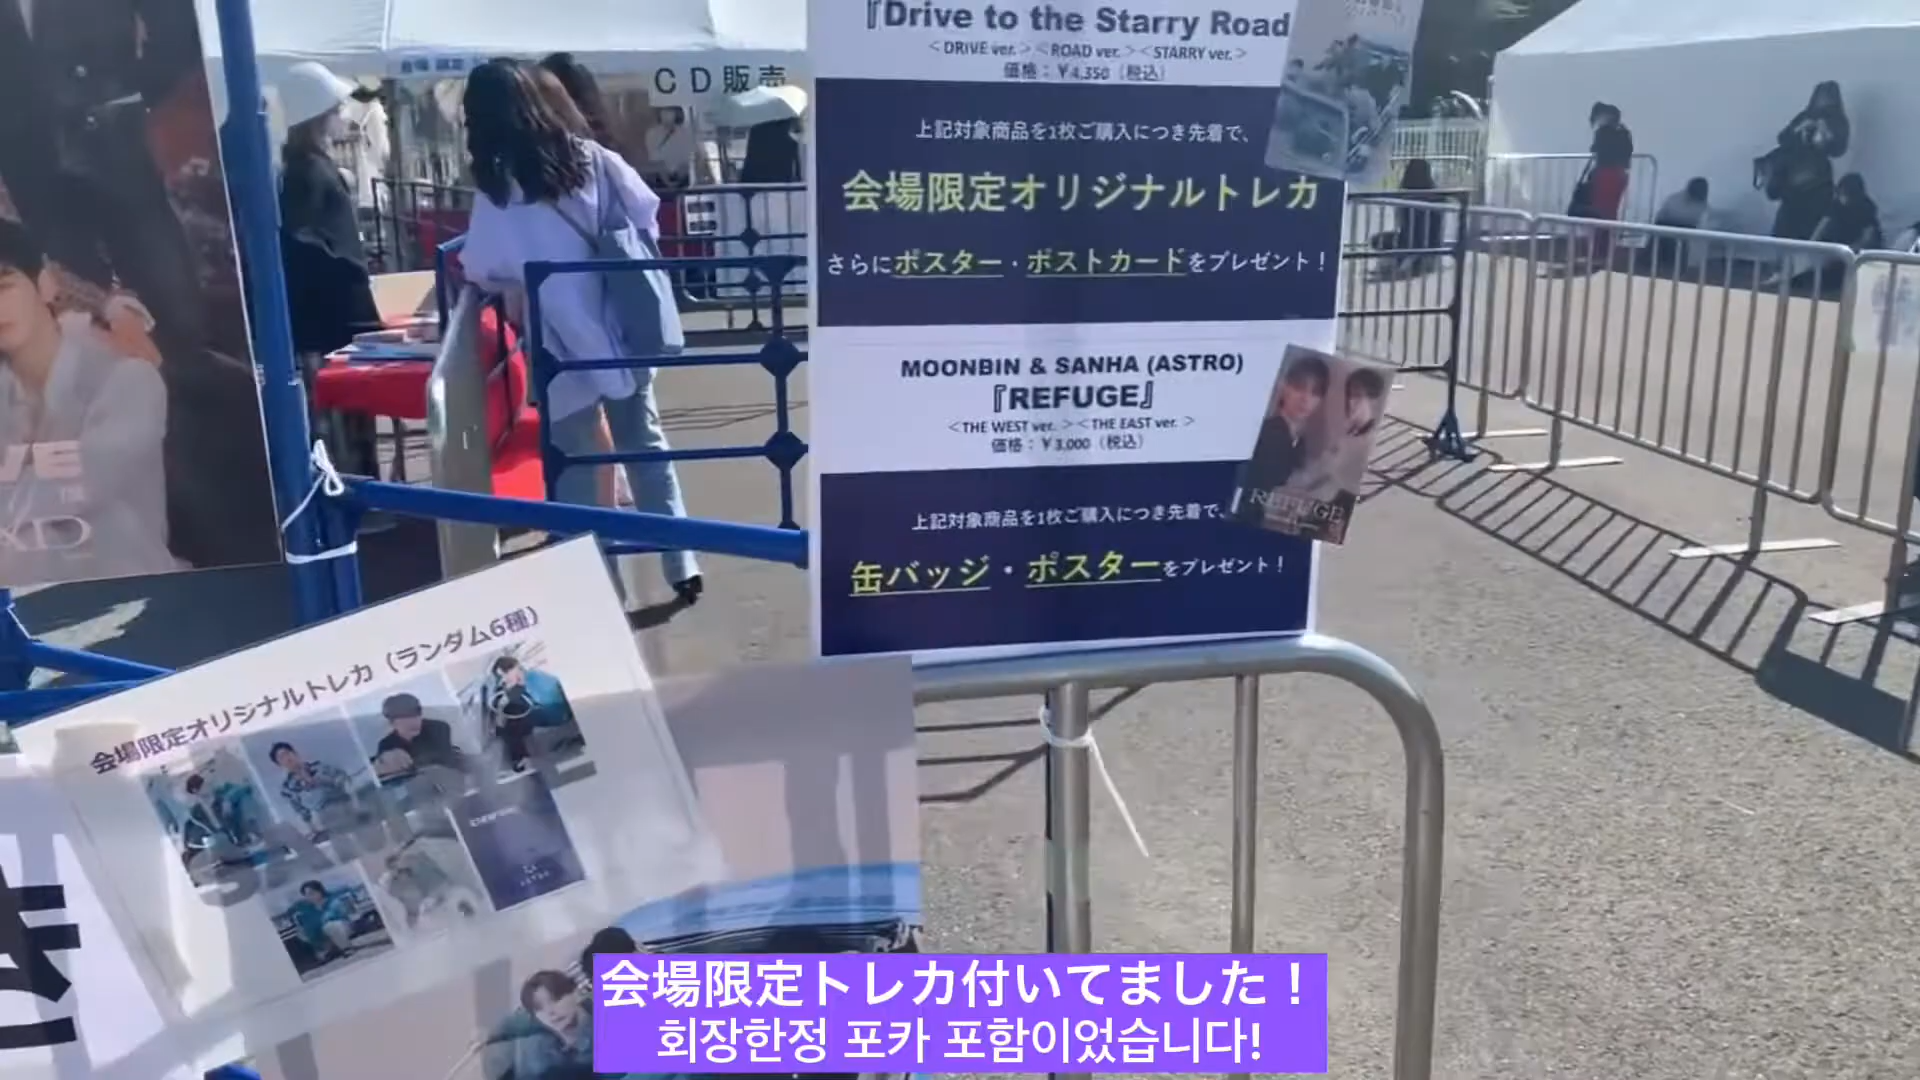 『Drive to the Starry Road
＜DRIVE ver.＞＜ROAD ver.＞＜STARRY ver.＞
価格：￥4,350（税込）
上記対象商品を1枚ご購入につき先着で、
会場限定オリジナルトレカ
さらにポスター・ポストカードをプレゼント！
MOONBIN & SANHA (ASTRO)
『REFUGE』
＜THE WEST ver.＞＜THE EAST ver.＞
価格：￥3,000（税込）
上記対象商品を1枚ご購入につき先着で、
缶バッジ・ポスターをプレゼント！
REFUGE
CD販売
会場限定オリジナルトレカ（ランダム6種）
会場限定トレカ付いてました！
회장한정 포카 포함이었습니다!